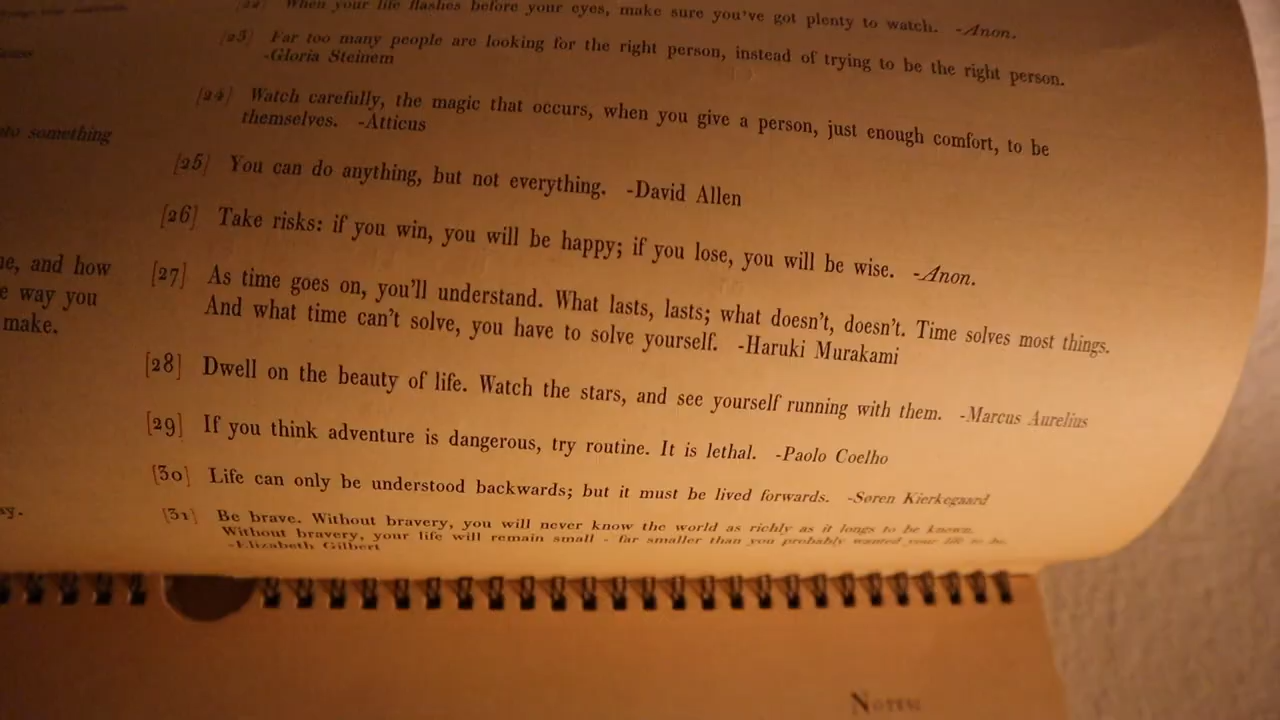 [22] When your life flashes before your eyes, make sure you've got plenty to watch. -Anon.
[23] Far too many people are looking for the right person, instead of trying to be the right person.
-Gloria Steinem
[24] Watch carefully, the magic that occurs, when you give a person, just enough comfort, to be
themselves. -Atticus
to something
[25] You can do anything, but not everything. -David Allen
[26] Take risks: if you win, you will be happy; if you lose, you will be wise. -Anon.
and how
way you
make.
[27] As time goes on, you'll understand. What lasts, lasts; what doesn't, doesn't. Time solves most things.
And what time can't solve, you have to solve yourself. -Haruki Murakami
[28] Dwell on the beauty of life. Watch the stars, and see yourself running with them. -Marcus Aurelius
[29] If you think adventure is dangerous, try routine. It is lethal. -Paolo Coelho
[30] Life can only be understood backwards; but it must be lived forwards. -Søren Kierkegaard
[31] Be brave. Without bravery, you will never know the world as richly as it longs to be known.
Without bravery, your life will remain small - far smaller than you probably wanted your life to be.
-Elizabeth Gilbert
Notes: